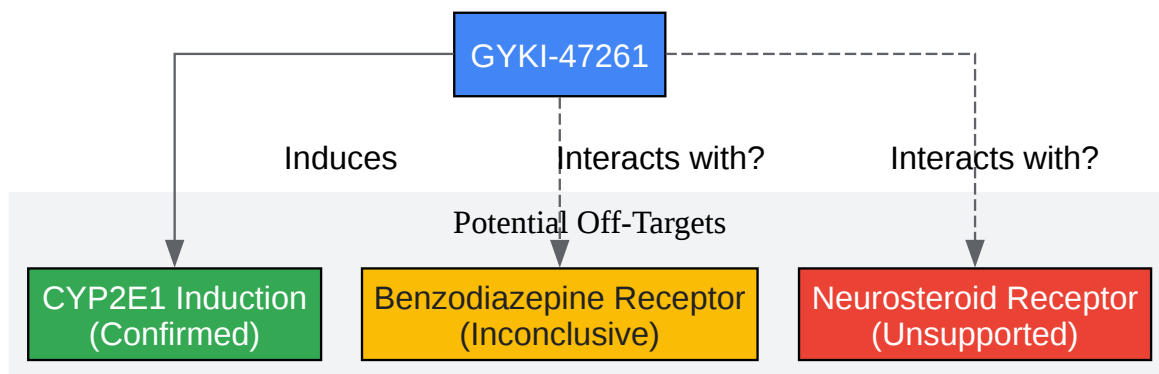 GYKI-47261
Induces
Interacts with?
Interacts with?
Potential Off-Targets
CYP2E1 Induction
(Confirmed)
Benzodiazepine Receptor
(Inconclusive)
Neurosteroid Receptor
(Unsupported)